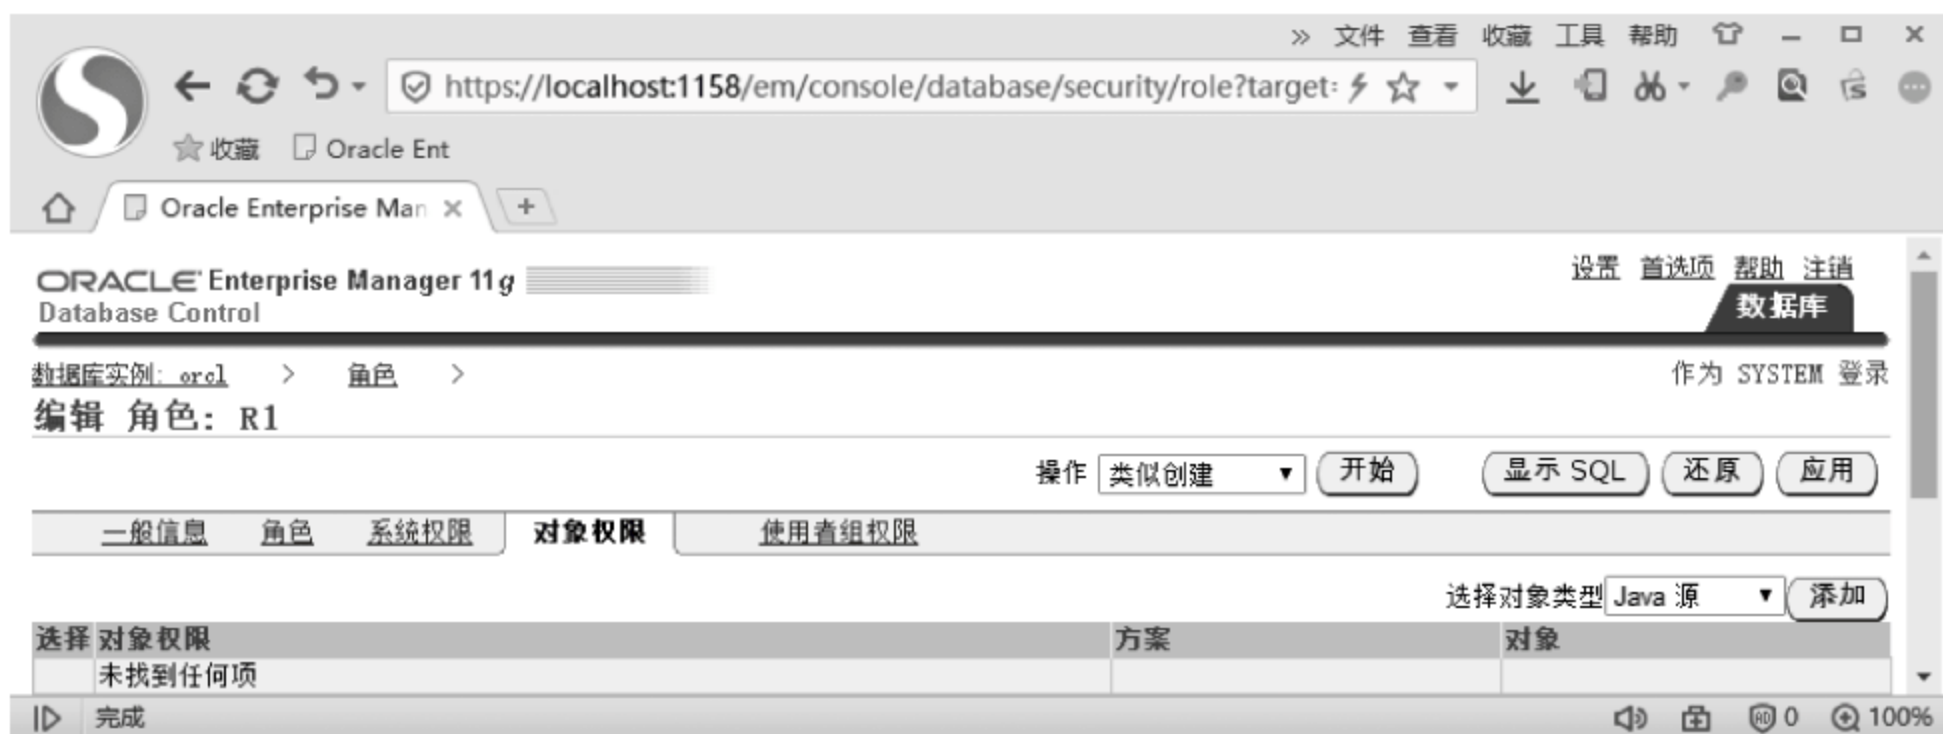 » 文件 查看 收藏 工具 帮助
https://localhost:1158/em/console/database/security/role?target=
收藏 Oracle Ent
Oracle Enterprise Man
设置 首选项 帮助 注销
ORACLE Enterprise Manager 11g
Database Control
数据库
数据库实例: orcl > 角色 >
作为 SYSTEM 登录
编辑 角色: R1
操作 类似创建 开始 显示 SQL 还原 应用
一般信息 角色 系统权限 对象权限 使用者组权限
选择对象类型 Java 源 添加
选择 对象权限 方案 对象
未找到任何项
完成 AD 0 100%